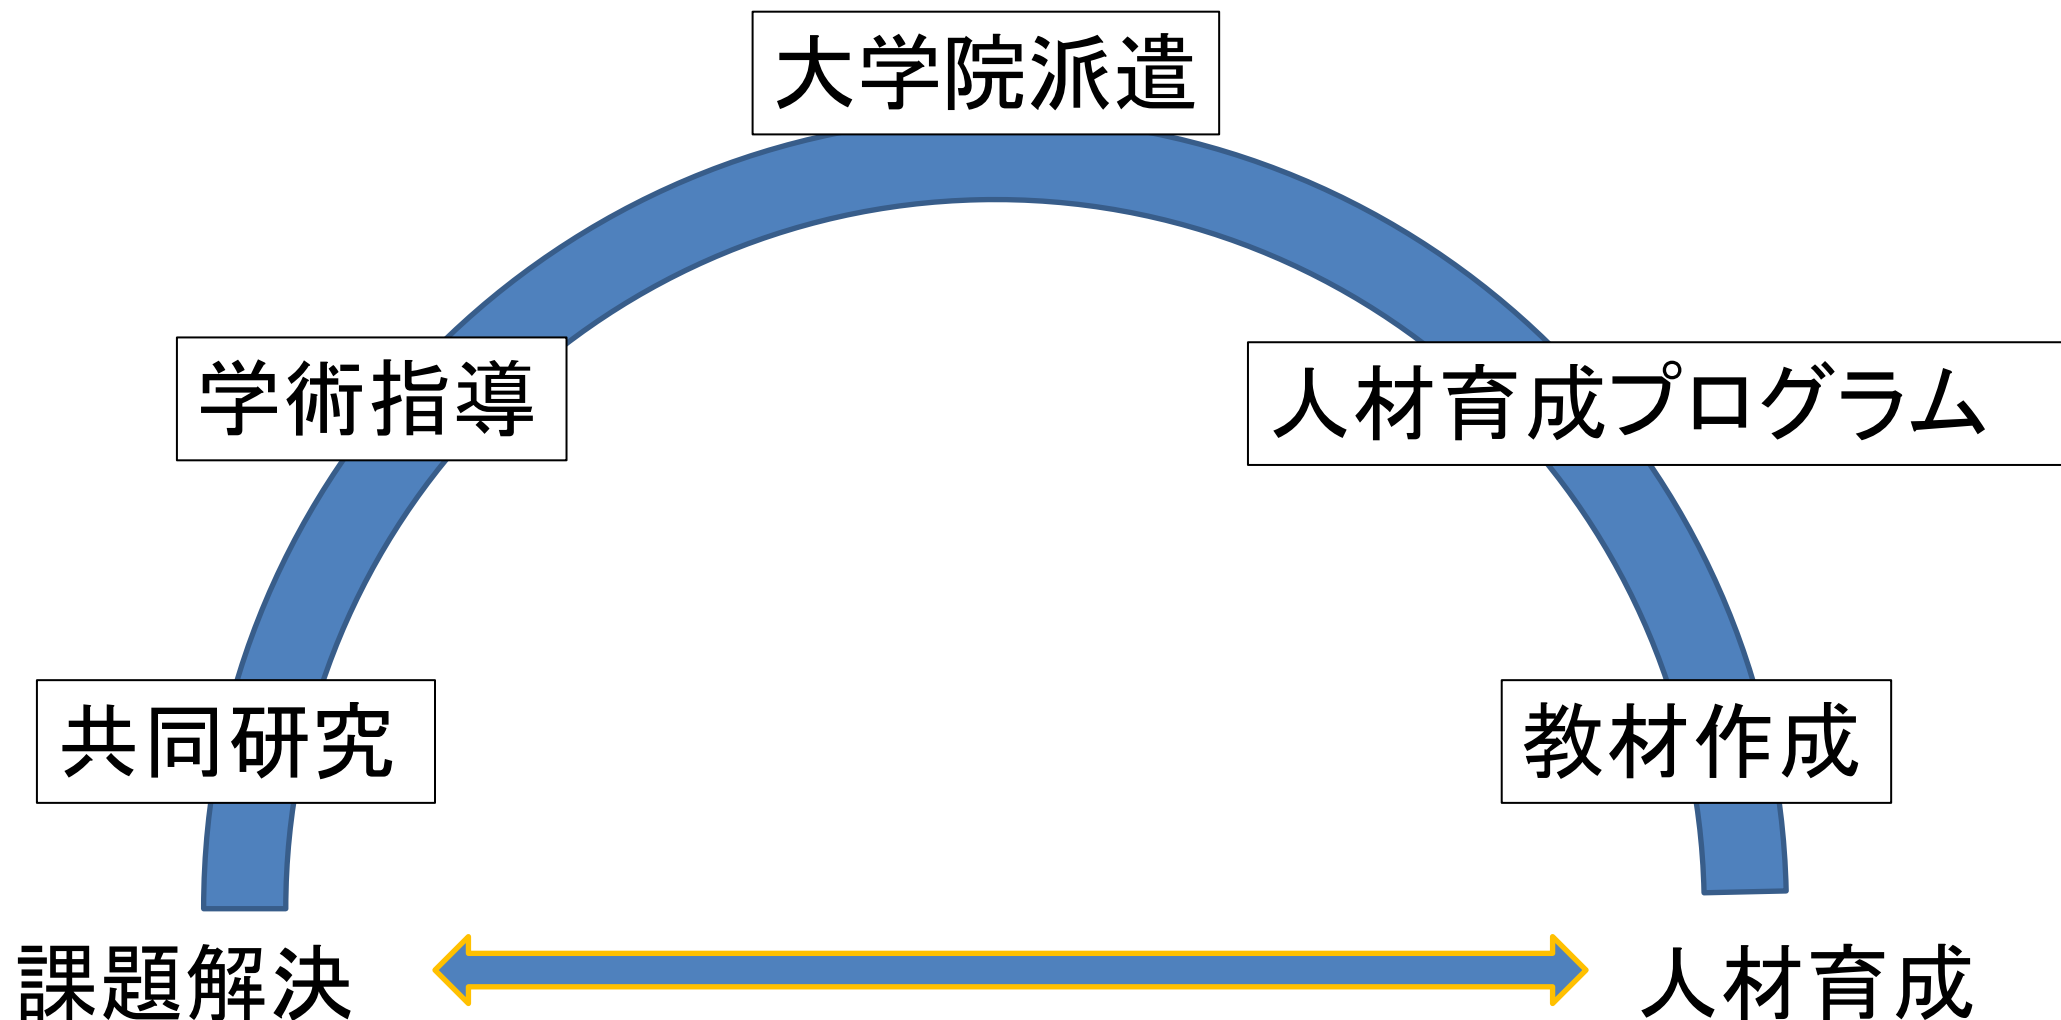 大学院派遣
学術指導
人材育成プログラム
共同研究
教材作成
課題解決
人材育成